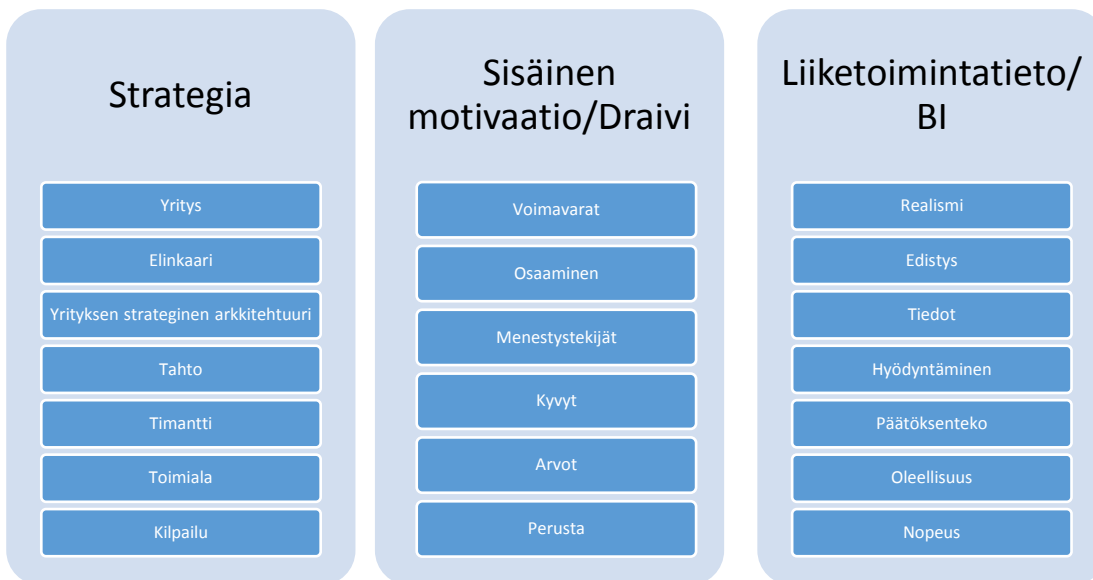 Strategia
Yritys
Elinkaari
Yrityksen strateginen arkkitehtuuri
Tahto
Timantti
Toimiala
Kilpailu
Sisäinen
motivaatio/Draivi
Voimavarat
Osaaminen
Menestystekijät
Kyvyt
Arvot
Perusta
Liiketoimintatieto/
BI
Realismi
Edistys
Tiedot
Hyödyntäminen
Päätöksenteko
Oleellisuus
Nopeus